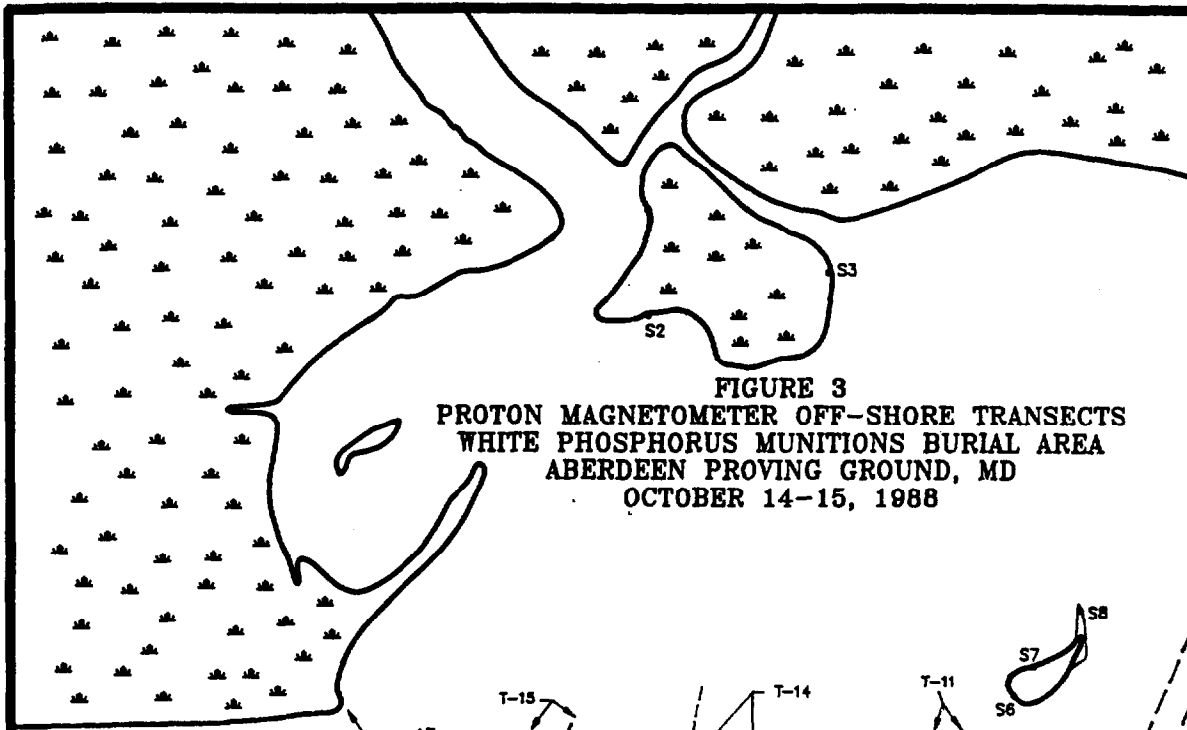 S3
S2
FIGURE 3
PROTON MAGNETOMETER OFF-SHORE TRANSECTS
WHITE PHOSPHORUS MUNITIONS BURIAL AREA
ABERDEEN PROVING GROUND, MD
OCTOBER 14-15, 1988
S8
S7
T-15
T-14
T-11
S6